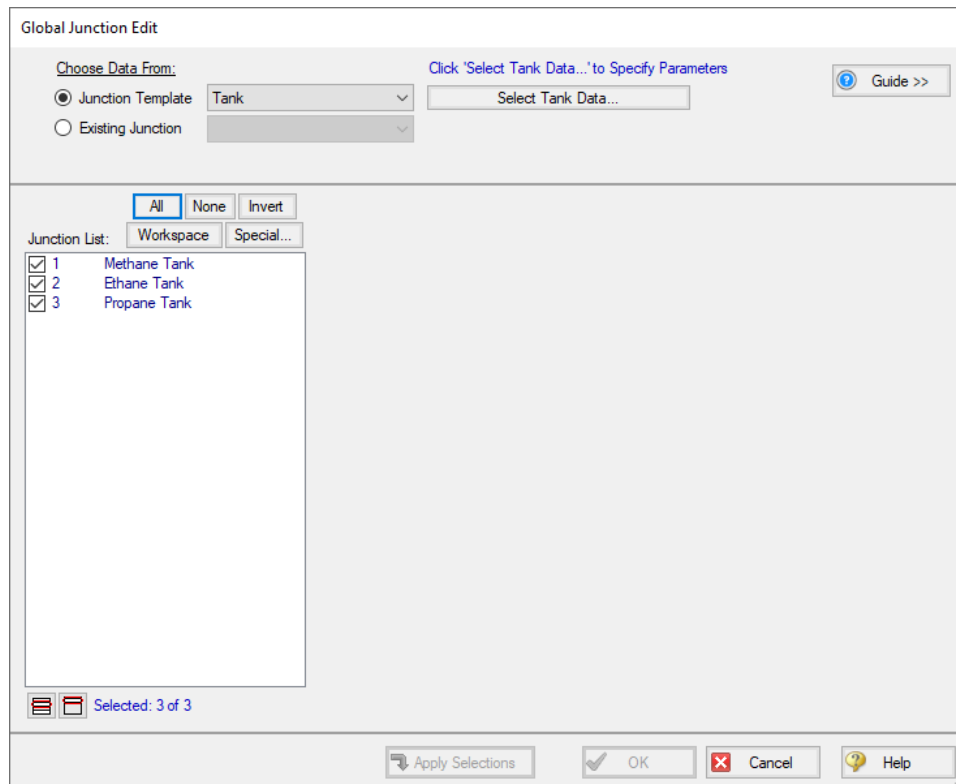 Global Junction Edit
Choose Data From:
Click 'Select Tank Data...' to Specify Parameters
Junction Template Tank Select Tank Data... Guide >>
Existing Junction
All None Invert
Junction List: Workspace Special...
1 Methane Tank
2 Ethane Tank
3 Propane Tank
Selected: 3 of 3
Apply Selections OK Cancel Help